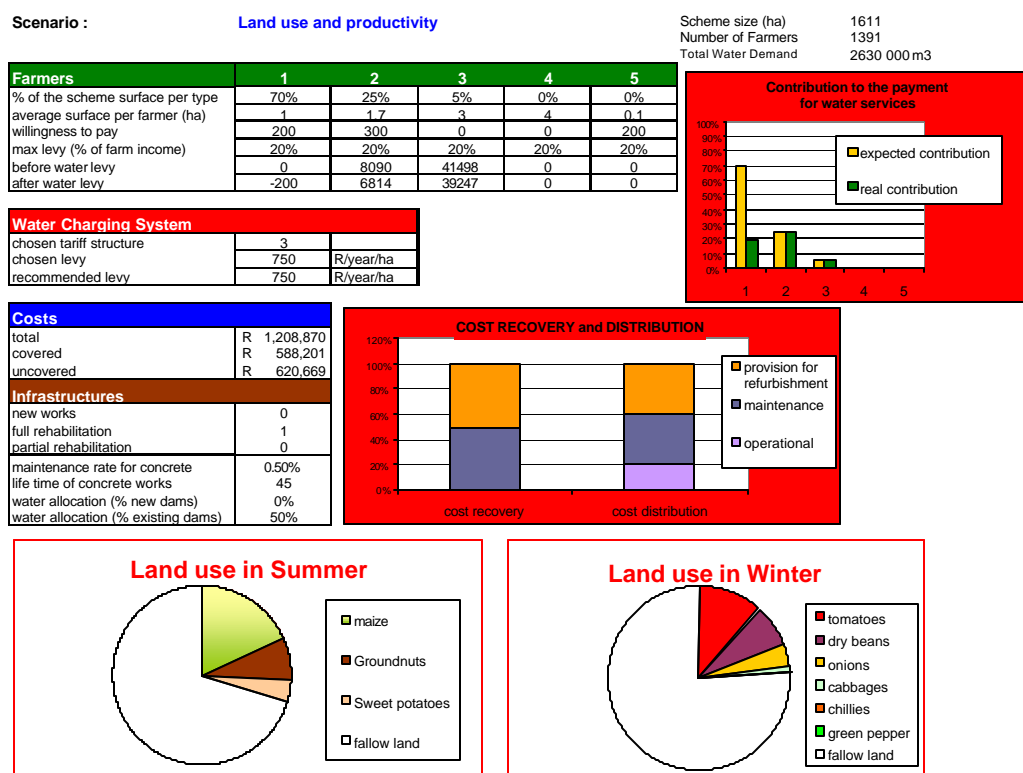 Scenario : Land use and productivity
Scheme size (ha) 1611
Number of Farmers 1391
Total Water Demand 2630 000 m3
Farmers 1 2 3 4 5
% of the scheme surface per type 70% 25% 5% 0% 0%
average surface per farmer (ha) 1 1.7 3 4 0.1
willingness to pay 200 300 0 0 200
max levy (% of farm income) 20% 20% 20% 20% 20%
before water levy 0 8090 41498 0 0
after water levy -200 6814 39247 0 0
Contribution to the payment
for water services
100%
90%
80%
70%
60%
50%
40%
30%
20%
10%
0%
1 2 3 4 5
expected contribution
real contribution
Water Charging System
chosen tariff structure 3
chosen levy 750 R/year/ha
recommended levy 750 R/year/ha
Costs
total R 1,208,870
covered R 588,201
uncovered R 620,669
Infrastructures
new works 0
full rehabilitation 1
partial rehabilitation 0
maintenance rate for concrete 0.50%
life time of concrete works 45
water allocation (% new dams) 0%
water allocation (% existing dams) 50%
COST RECOVERY and DISTRIBUTION
120%
100%
80%
60%
40%
20%
0%
cost recovery cost distribution
provision for
refurbishment
maintenance
operational
Land use in Summer
maize
Groundnuts
Sweet potatoes
fallow land
Land use in Winter
tomatoes
dry beans
onions
cabbages
chillies
green pepper
fallow land